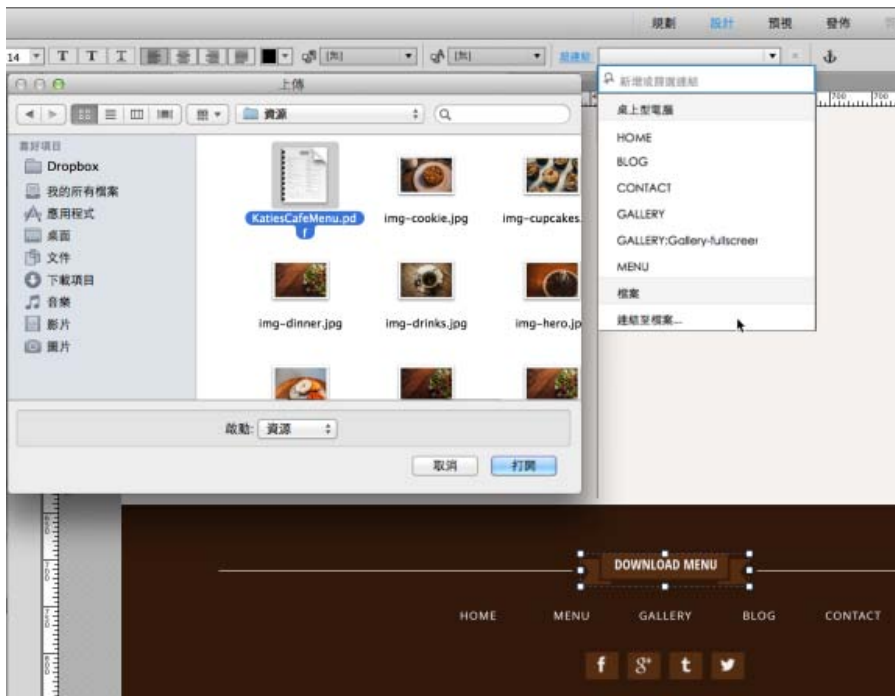 規劃 設計 預視 發佈
14 T T T [無] [無] 超連結:
上傳
新增或篩選連結
資源
桌上型電腦
喜好項目
Dropbox
我的所有檔案
應用程式
桌面
文件
下載項目
音樂
影片
圖片
KatiesCafeMenu.pdf
img-cookie.jpg
img-cupcakes.
img-dinner.jpg
img-drinks.jpg
img-hero.jp
HOME
BLOG
CONTACT
GALLERY
GALLERY:Gallery-fullscreen
MENU
檔案
連結至檔案...
啟動: 資源
取消 打開
700 700
DOWNLOAD MENU
HOME MENU GALLERY BLOG CONTACT
f g+ t